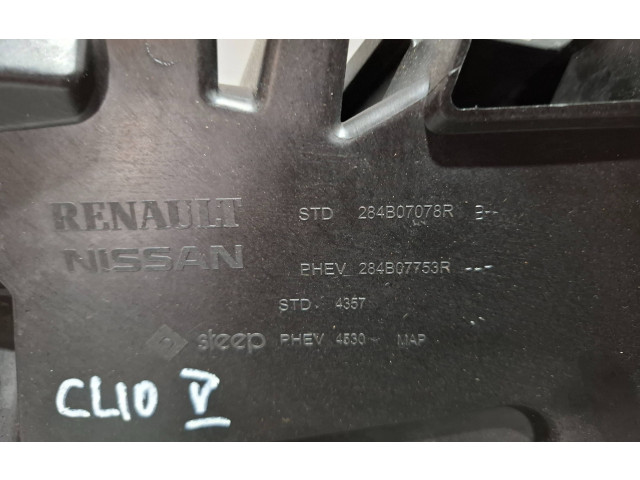 RENAULT STD 284B07078R B--
NISSAN PHEV 284B07753R ---
STD 4357
steep PHEV 4530- MAP
CLIO V